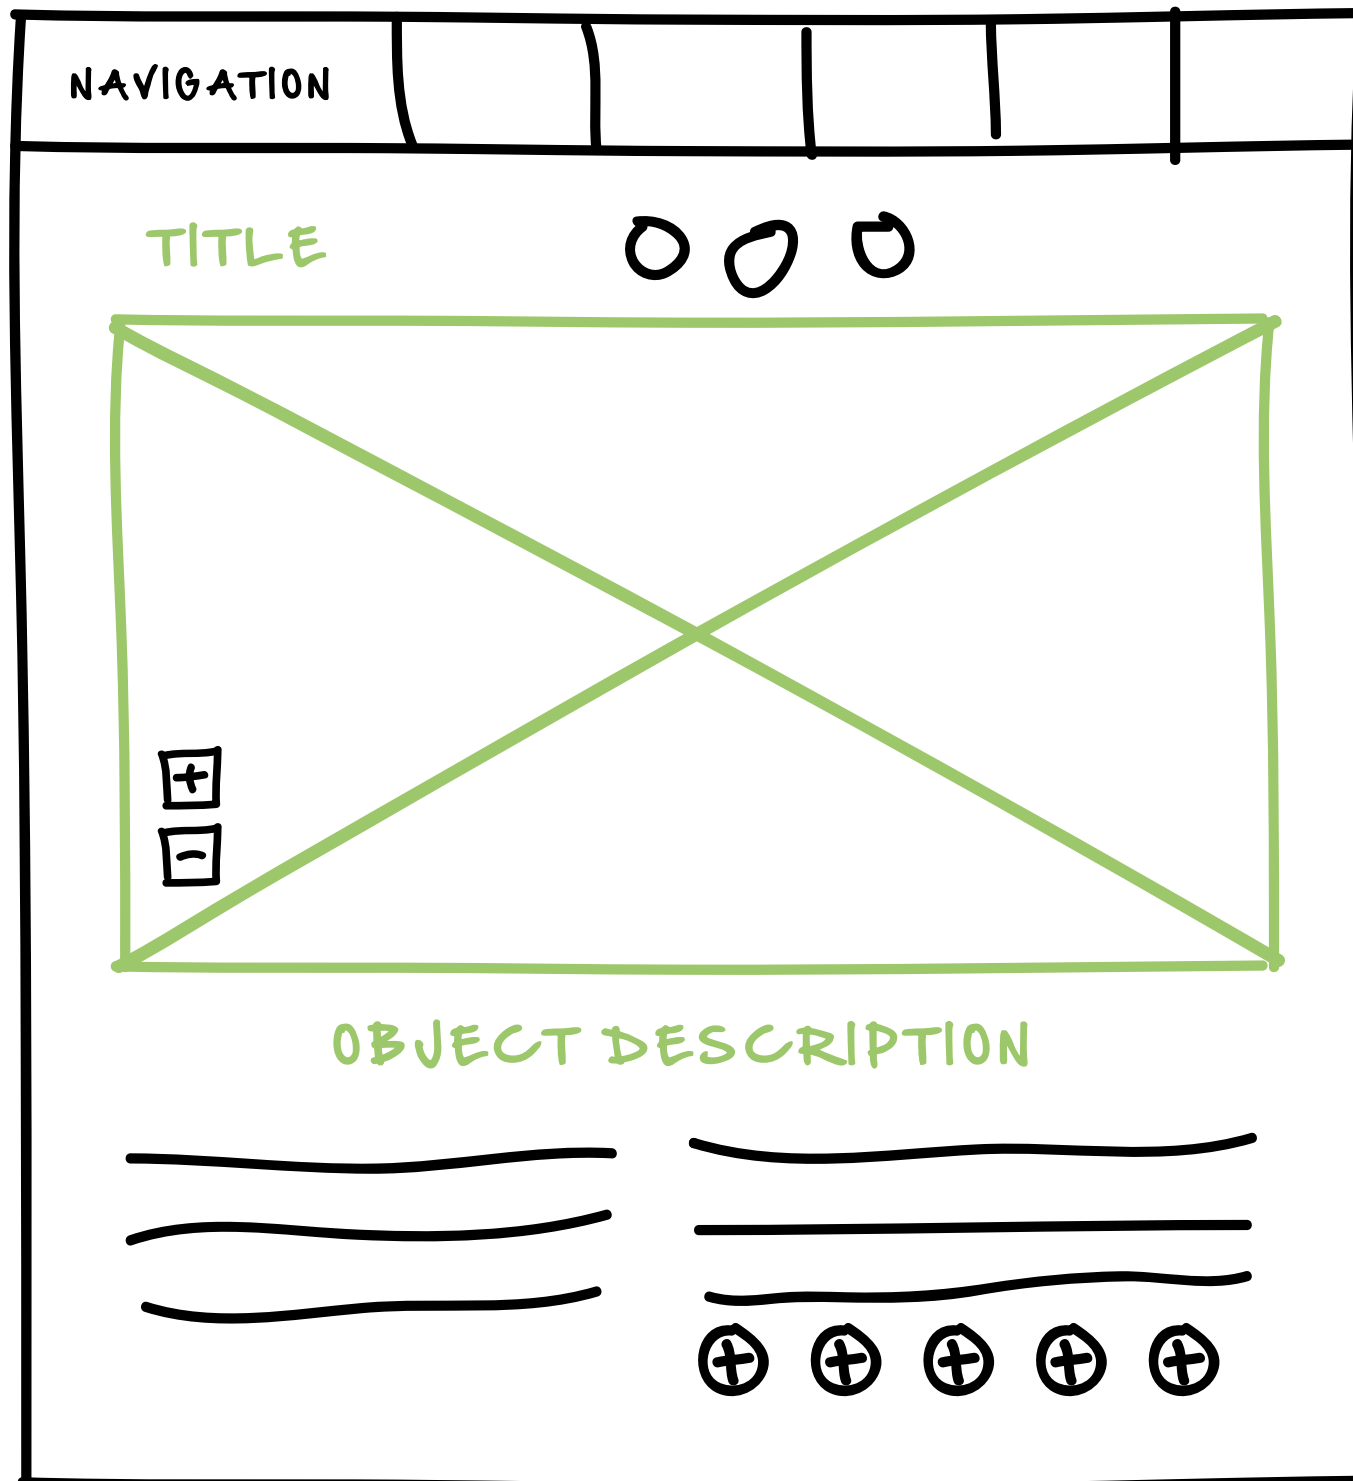 NAVIGATION
TITLE
+
-
OBJECT DESCRIPTION
+ + + + +